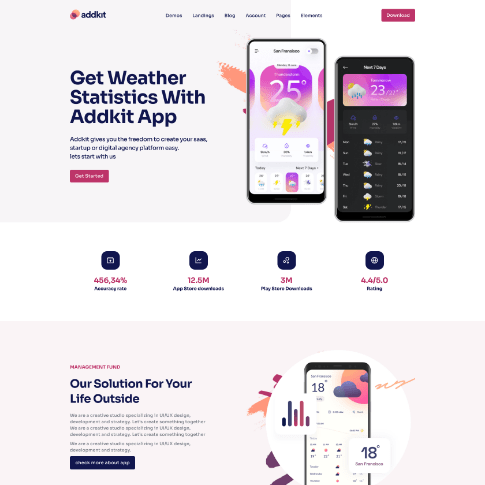 addkit
Demos Landings Blog Account Pages Elements
Download
Get Weather
Statistics With
Addkit App
Addkit gives you the freedom to create your saas,
startup or digital agency platform easy.
lets start with us
Get Started
San Francisco
Thunderstorm
25°
Today
Next 7 Days
Next 7 Days
23
456,34%
Accuracy rate
12.5M
App Store downloads
3M
Play Store Downloads
4.4/5.0
Rating
MANAGEMENT FUND
Our Solution For Your
Life Outside
We are a creative studio specializing in UI/UX design,
development and strategy. Let's create something together
We are a creative studio specializing in UI/UX design,
development and strategy. Let's create something together
We are a creative studio specializing in UI/UX design,
development and strategy.
check more about app
San Francisco
18°
18°
San Francisco